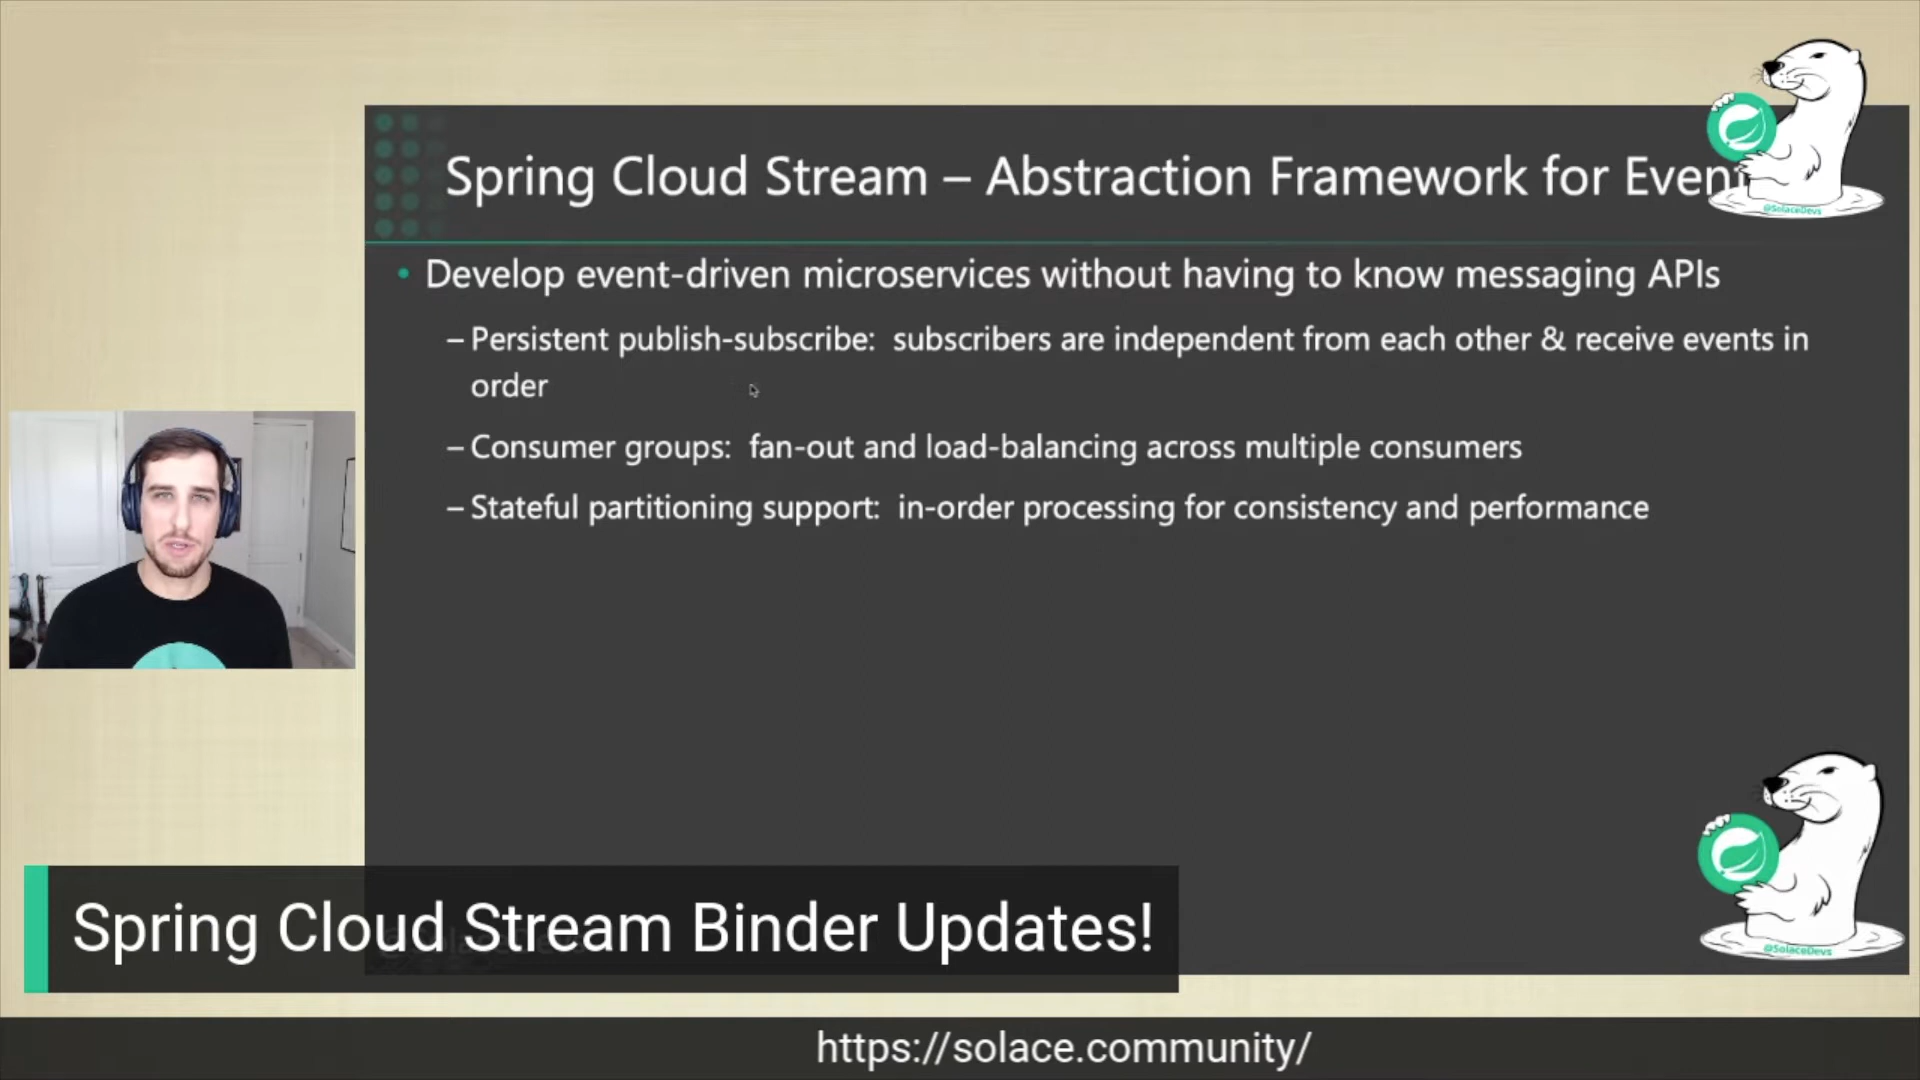 Spring Cloud Stream – Abstraction Framework for Even
@SolaceDevs
• Develop event-driven microservices without having to know messaging APIs
– Persistent publish-subscribe: subscribers are independent from each other & receive events in
order
– Consumer groups: fan-out and load-balancing across multiple consumers
– Stateful partitioning support: in-order processing for consistency and performance
Spring Cloud Stream Binder Updates!
@SolaceDevs
https://solace.community/